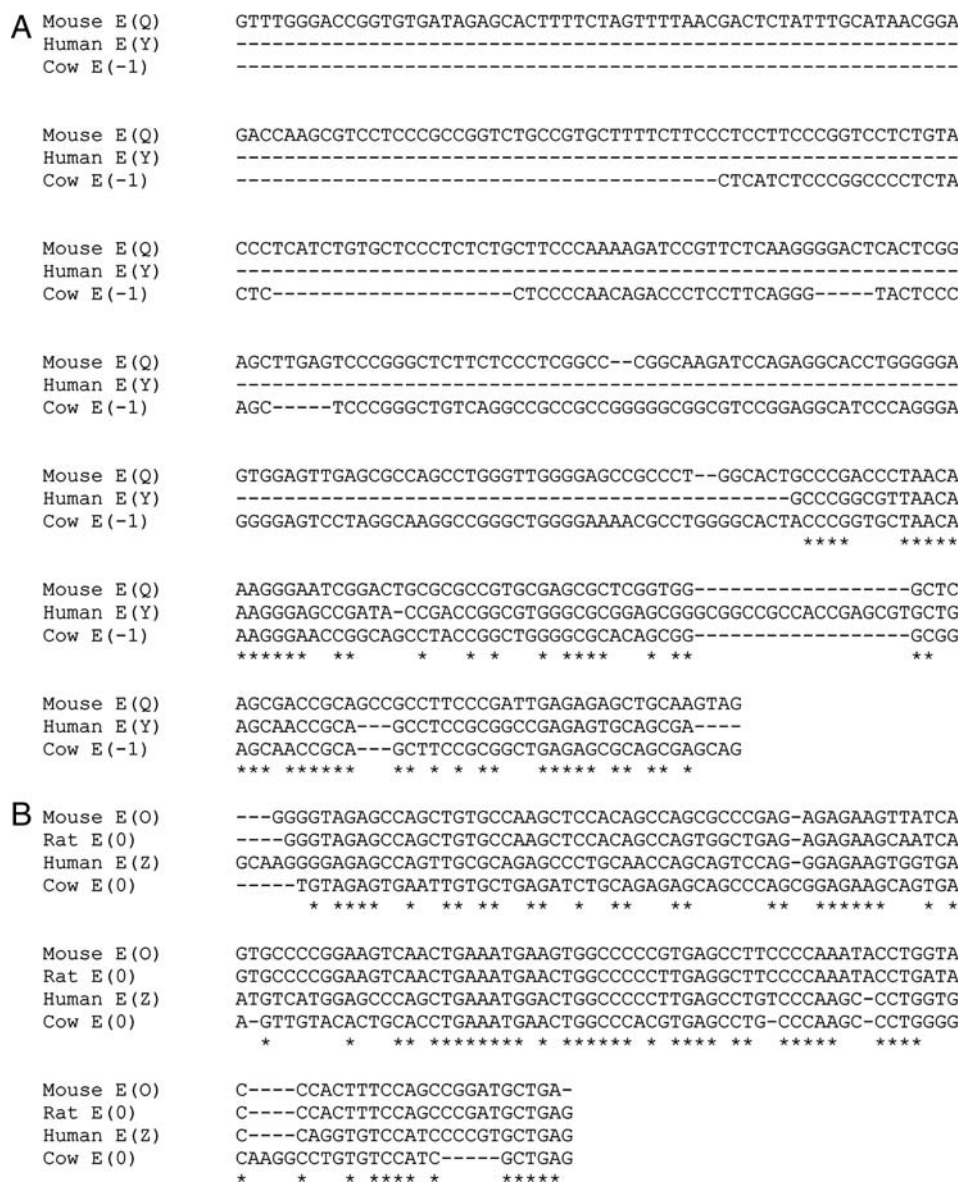 A Mouse E(Q) GTTTGGGACCGGTGTGATAGAGCACTTTTCTAGTTTTAACGACTCTATTTGCATAACGGA
Human E(Y) ------------------------------------------------------------
Cow E(-1) ------------------------------------------------------------
Mouse E(Q) GACCAAGCGTCCTCCCGCCGGTCTGCCGTGCTTTTCTTCCCTCCTTCCCGGTCCTCTGTA
Human E(Y) ------------------------------------------------------------
Cow E(-1) ----------------------------------------CTCATCTCCCGGCCCCTCTA
Mouse E(Q) CCCTCATCTGTGCTCCCTCTCTGCTTCCCAAAAGATCCGTTCTCAAGGGGACTCACTCGG
Human E(Y) ------------------------------------------------------------
Cow E(-1) CTC--------------------CTCCCCAACAGACCCTCCTTCAGGG-----TACTCCC
Mouse E(Q) AGCTTGAGTCCCGGGCTCTTCTCCCTCGGCC--CGGCAAGATCCAGAGGCACCTGGGGGA
Human E(Y) ------------------------------------------------------------
Cow E(-1) AGC-----TCCCGGGCTGTCAGGCCGCCGCCGGGGGCGGCGTCCGGAGGCATCCCAGGGA
Mouse E(Q) GTGGAGTTGAGCGCCAGCCTGGGTTGGGGAGCCGCCCT--GGCACTGCCCGACCCTAACA
Human E(Y) ----------------------------------------------GCCCGGCGTTAACA
Cow E(-1) GGGGAGTCCTAGGCAAGGCCGGGCTGGGGAAAACGCCTGGGGCACTACCCGGTGCTAACA
**** *****
Mouse E(Q) AAGGGAATCGGACTGCGCGCCGTGCGAGCGCTCGGTGG------------------GCTC
Human E(Y) AAGGGAGCCGATA-CCGACCGGCGTGGGCGCGGAGCGGGCGGCCGCCACCGAGCGTGCTG
Cow E(-1) AAGGGAACCGGCAGCCTACCGGCTGGGGCGCACAGCGG------------------GCGG
****** ** * * * * **** * ** **
Mouse E(Q) AGCGACCGCAGCCGCCTTCCCGATTGAGAGAGCTGCAAGTAG
Human E(Y) AGCAACCGCA---GCCTCCGCGGCCGAGAGTGCAGCGA----
Cow E(-1) AGCAACCGCA---GCTTCCGCGGCTGAGAGCGCAGCGAGCAG
*** ****** ** * * ** ***** ** ** *
B Mouse E(O) ---GGGGTAGAGCCAGCTGTGCCAAGCTCCACAGCCAGCGCCCGAG-AGAGAAGTTATCA
Rat E(0) ----GGGTAGAGCCAGCTGTGCCAAGCTCCACAGCCAGTGGCTGAG-AGAGAAGCAATCA
Human E(Z) GCAAGGGGAGAGCCAGTTGCGCAGAGCCCTGCAACCAGCAGTCCAG-GGAGAAGTGGTGA
Cow E(0) -----TGTAGAGTGAATTGTGCTGAGATCTGCAGAGAGCAGCCCAGCGGAGAAGCAGTGA
* **** * ** ** ** * ** ** ** ****** * *
Mouse E(O) GTGCCCCGGAAGTCAACTGAAATGAAGTGGCCCCCGTGAGCCTTCCCCAAATACCTGGTA
Rat E(0) GTGCCCCGGAAGTCAACTGAAATGAACTGGCCCCCTTGAGGCTTCCCCAAATACCTGATA
Human E(Z) ATGTCATGGAGCCCAGCTGAAATGGACTGGCCCCCTTGAGCCTGTCCCAAGC-CCTGGTG
Cow E(0) A-GTTGTACACTGCACCTGAAATGAACTGGCCCACGTGAGCCTG-CCCAAGC-CCTGGGG
* * ** ******** * ****** * **** ** ***** ****
Mouse E(O) C----CCACTTTCCAGCCGGATGCTGA-
Rat E(0) C----CCACTTTCCAGCCCGATGCTGAG
Human E(Z) C----CAGGTGTCCATCCCCGTGCTGAG
Cow E(0) CAAGGCCTGTGTCCATC-----GCTGAG
* * * **** * *****